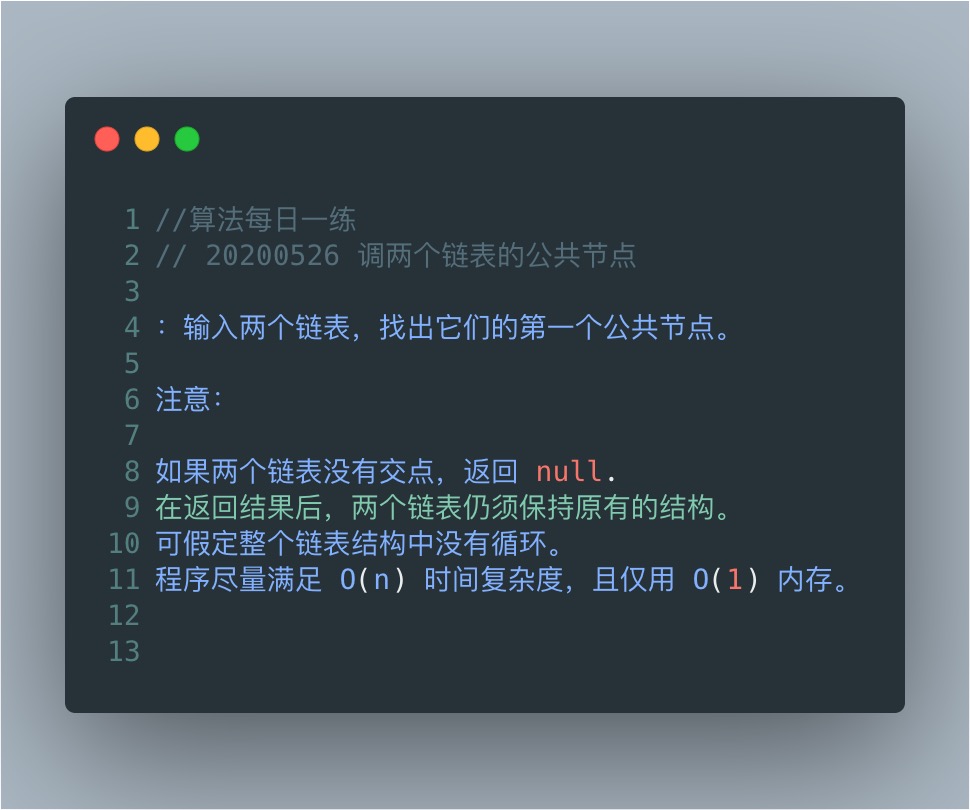 1 //算法每日一练
2 // 20200526 调两个链表的公共节点
3
4 ：输入两个链表，找出它们的第一个公共节点。
5
6 注意：
7
8 如果两个链表没有交点，返回 null.
9 在返回结果后，两个链表仍须保持原有的结构。
10 可假定整个链表结构中没有循环。
11 程序尽量满足 O(n) 时间复杂度，且仅用 O(1) 内存。
12
13